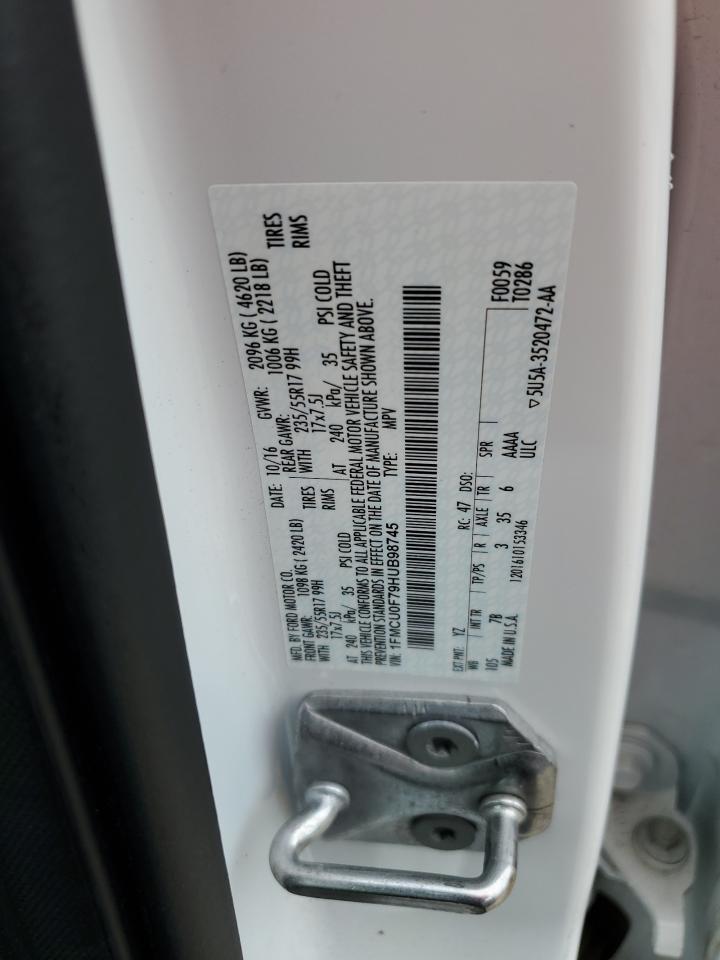 MFD. BY FORD MOTOR CO. DATE: 10/16 GVWR: 2096 KG ( 4620 LB)
FRONT GAWR: 1098 KG ( 2420 LB) REAR GAWR: 1006 KG ( 2218 LB)
WITH 235/55R17 99H TIRES WITH 235/55R17 99H TIRES
17x7.5J RIMS 17x7.5J RIMS
AT 240 kPa/ 35 PSI COLD AT 240 kPa/ 35 PSI COLD
THIS VEHICLE CONFORMS TO ALL APPLICABLE FEDERAL MOTOR VEHICLE SAFETY AND THEFT
PREVENTION STANDARDS IN EFFECT ON THE DATE OF MANUFACTURE SHOWN ABOVE.
VIN: 1FMCU0F79HUB98745 TYPE: MPV
F0059
T0286
EXT PNT: YZ RC: 47 DSO:
WB INT TR TP/PS R AXLE TR SPR
105 7B 3 35 6 AAAA
MADE IN U.S.A. 1201610153346 ULC ▽5U5A-3520472-AA